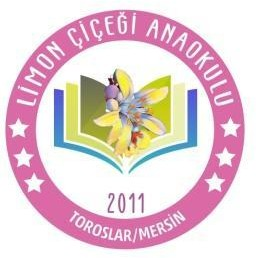 LİMON ÇİÇEĞİ ANAOKULU
2011
TOROSLAR/MERSİN